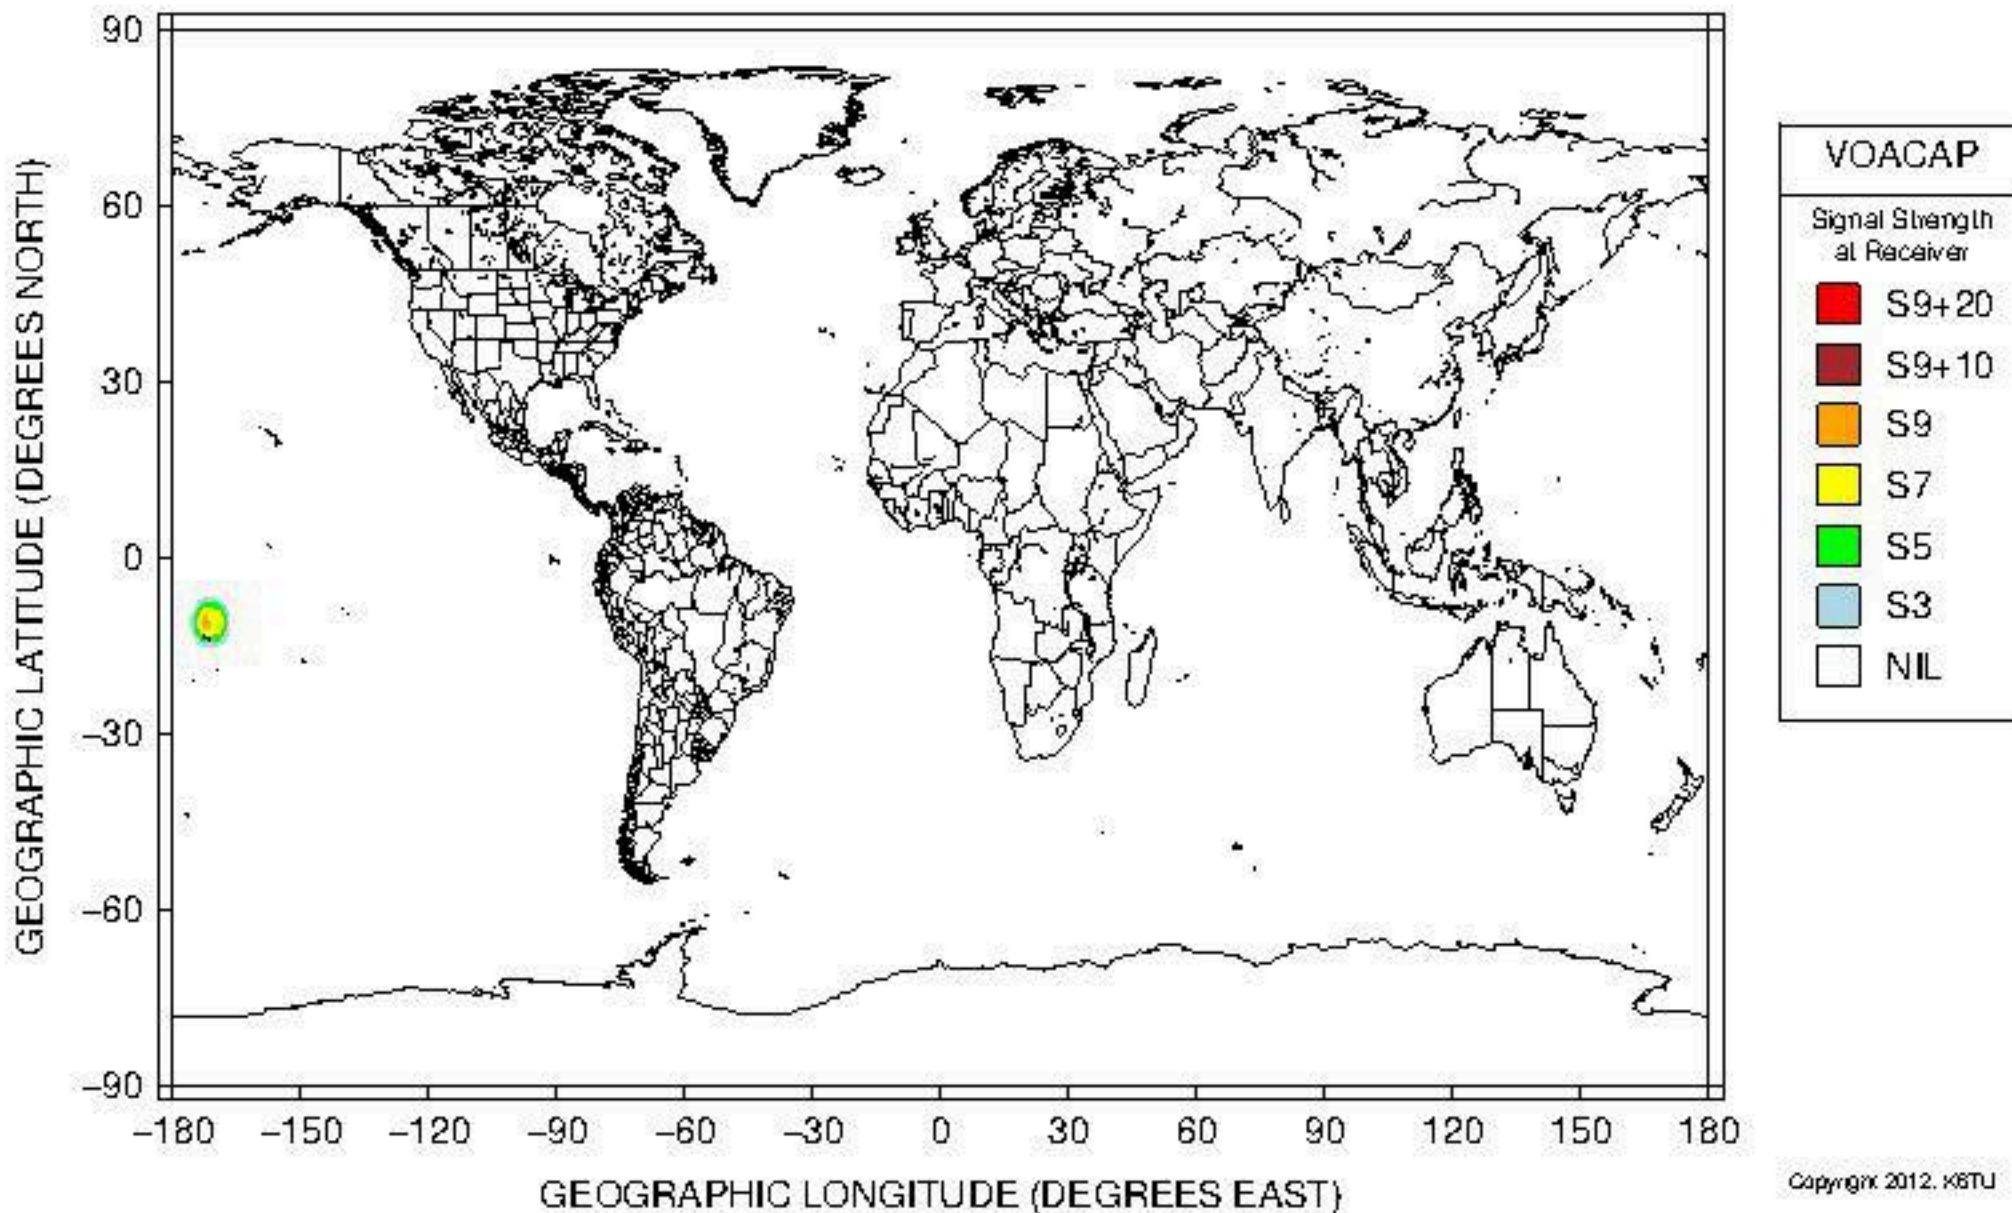 GEOGRAPHIC LATITUDE (DEGREES NORTH)
90
60
30
0
−30
−60
−90
−180 −150 −120 −90 −60 −30 0 30 60 90 120 150 180
GEOGRAPHIC LONGITUDE (DEGREES EAST)
VOACAP
Signal Strength
at Receiver
S9+20
S9+10
S9
S7
S5
S3
NIL
Copyright 2012, K6TU